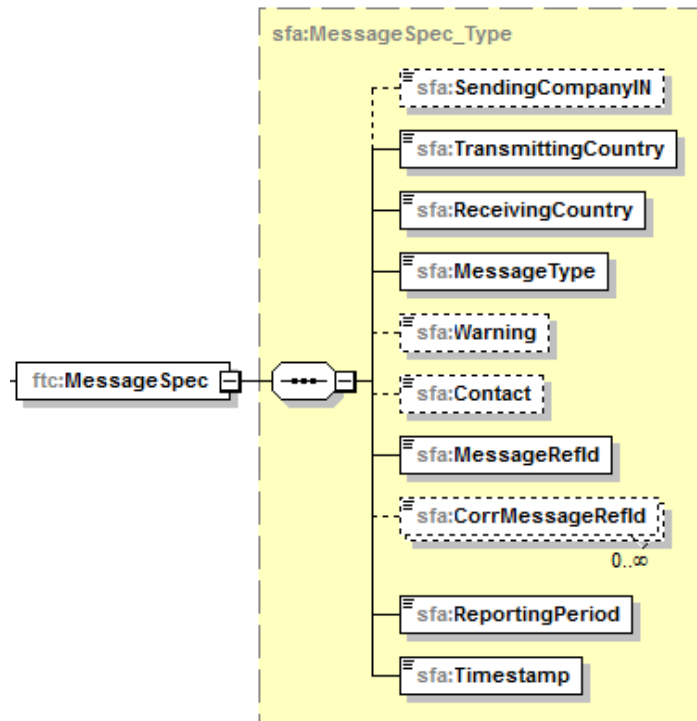 sfa:MessageSpec_Type
sfa:SendingCompanyIN
sfa:TransmittingCountry
sfa:ReceivingCountry
sfa:MessageType
sfa:Warning
ftc:MessageSpec
sfa:Contact
sfa:MessageRefId
sfa:CorrMessageRefId
0..∞
sfa:ReportingPeriod
sfa:Timestamp